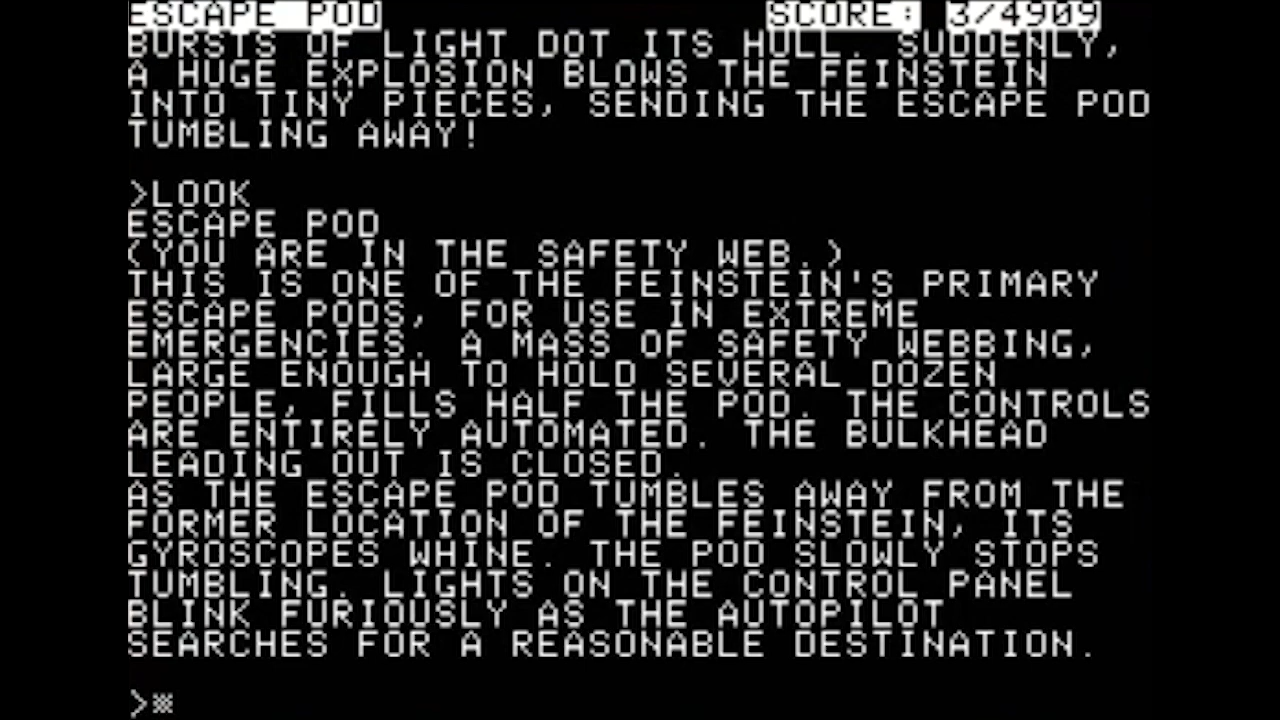 ESCAPE POD SCORE: 3/4909
BURSTS OF LIGHT DOT ITS HULL. SUDDENLY,
A HUGE EXPLOSION BLOWS THE FEINSTEIN
INTO TINY PIECES, SENDING THE ESCAPE POD
TUMBLING AWAY!
>LOOK
ESCAPE POD
(YOU ARE IN THE SAFETY WEB.)
THIS IS ONE OF THE FEINSTEIN'S PRIMARY
ESCAPE PODS, FOR USE IN EXTREME
EMERGENCIES. A MASS OF SAFETY WEBBING,
LARGE ENOUGH TO HOLD SEVERAL DOZEN
PEOPLE, FILLS HALF THE POD. THE CONTROLS
ARE ENTIRELY AUTOMATED. THE BULKHEAD
LEADING OUT IS CLOSED.
AS THE ESCAPE POD TUMBLES AWAY FROM THE
FORMER LOCATION OF THE FEINSTEIN, ITS
GYROSCOPES WHINE. THE POD SLOWLY STOPS
TUMBLING. LIGHTS ON THE CONTROL PANEL
BLINK FURIOUSLY AS THE AUTOPILOT
SEARCHES FOR A REASONABLE DESTINATION.
>